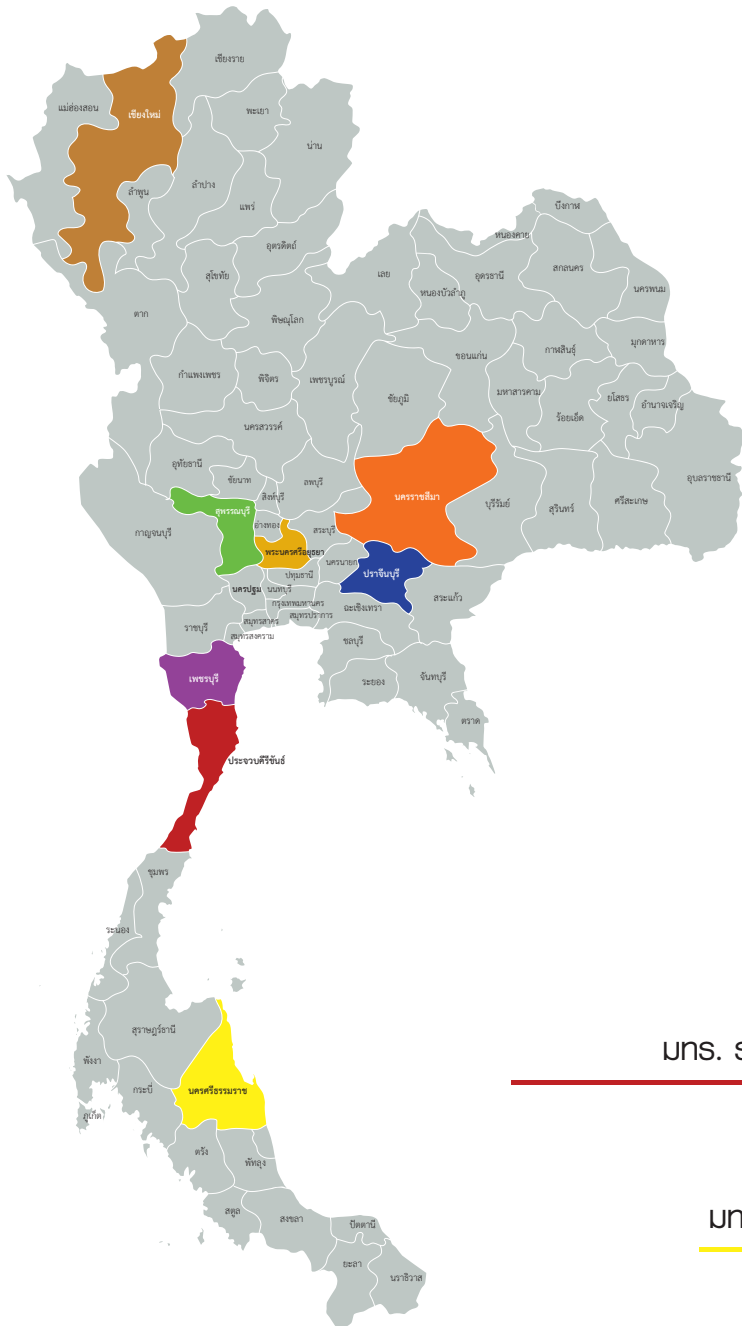 เชียงราย
แม่ฮ่องสอน
เชียงใหม่
พะเยา
น่าน
ลำปาง
ลำพูน
แพร่
บึงกาฬ
อุตรดิตถ์
หนองคาย
เลย
อุดรธานี
สกลนคร
สุโขทัย
หนองบัวลำภู
นครพนม
ตาก
พิษณุโลก
มุกดาหาร
กาฬสินธุ์
ขอนแก่น
กำแพงเพชร
พิจิตร
เพชรบูรณ์
มหาสารคาม
ชัยภูมิ
ยโสธร
อำนาจเจริญ
ร้อยเอ็ด
นครสวรรค์
อุทัยธานี
อุบลราชธานี
ชัยนาท
ลพบุรี
สิงห์บุรี
นครราชสีมา
บุรีรัมย์
สุรินทร์
ศรีสะเกษ
สุพรรณบุรี
อ่างทอง
สระบุรี
กาญจนบุรี
พระนครศรีอยุธยา
นครนายก
ปทุมธานี
ปราจีนบุรี
นครปฐม
นนทบุรี
กรุงเทพมหานคร
ฉะเชิงเทรา
สระแก้ว
สมุทรปราการ
สมุทรสาคร
ราชบุรี
สมุทรสงคราม
ชลบุรี
เพชรบุรี
ระยอง
จันทบุรี
ตราด
ประจวบคีรีขันธ์
ชุมพร
ระนอง
สุราษฎร์ธานี
มทร.
พังงา
กระบี่
นครศรีธรรมราช
ภูเก็ต
ตรัง
พัทลุง
สตูล
สงขลา
ปัตตานี
ยะลา
นราธิวาส